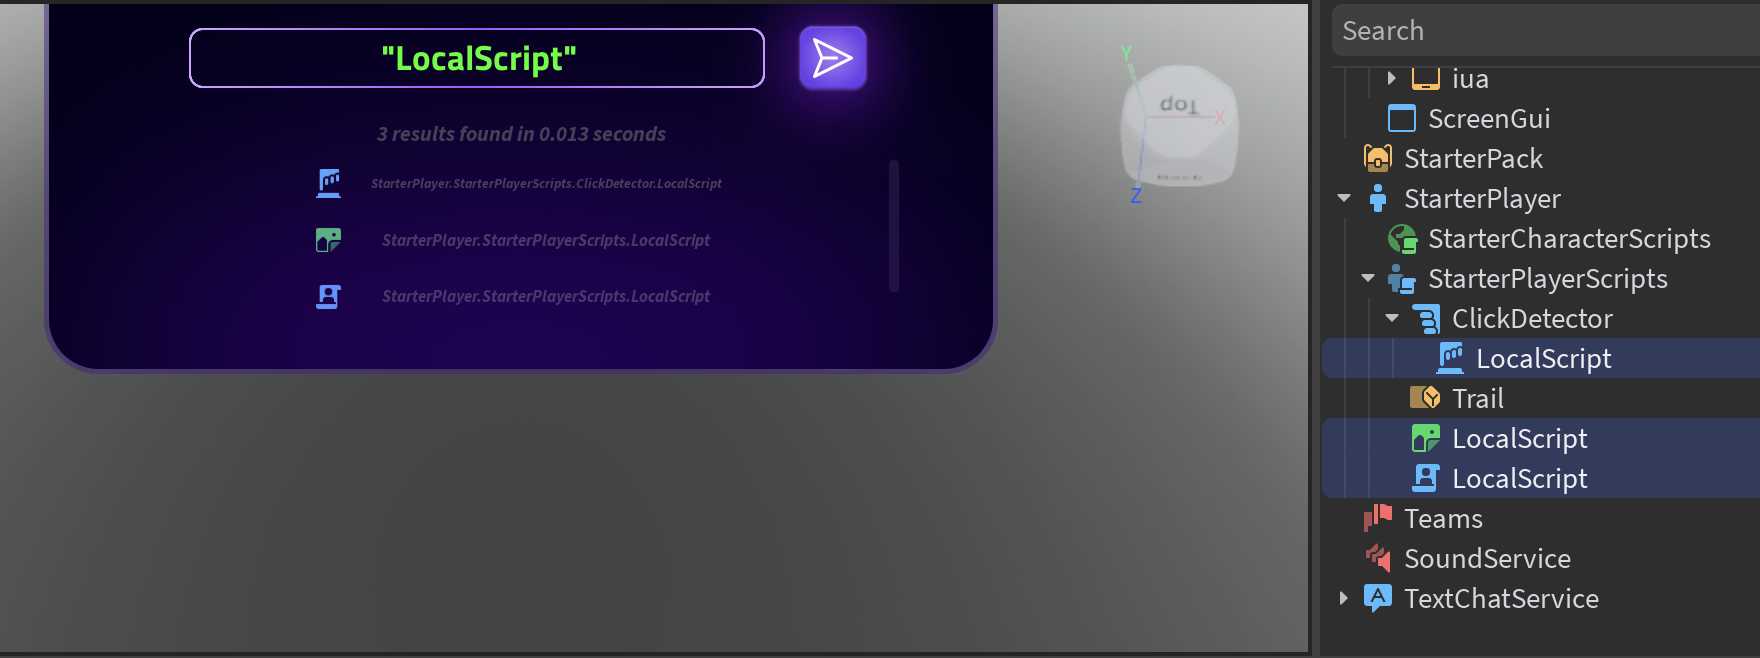 "LocalScript"
3 results found in 0.013 seconds
StarterPlayer.StarterPlayerScripts.ClickDetector.LocalScript
StarterPlayer.StarterPlayerScripts.LocalScript
StarterPlayer.StarterPlayerScripts.LocalScript
Y
Top
X
Z
Search
iua
ScreenGui
StarterPack
StarterPlayer
StarterCharacterScripts
StarterPlayerScripts
ClickDetector
LocalScript
Trail
LocalScript
LocalScript
Teams
SoundService
A
TextChatService